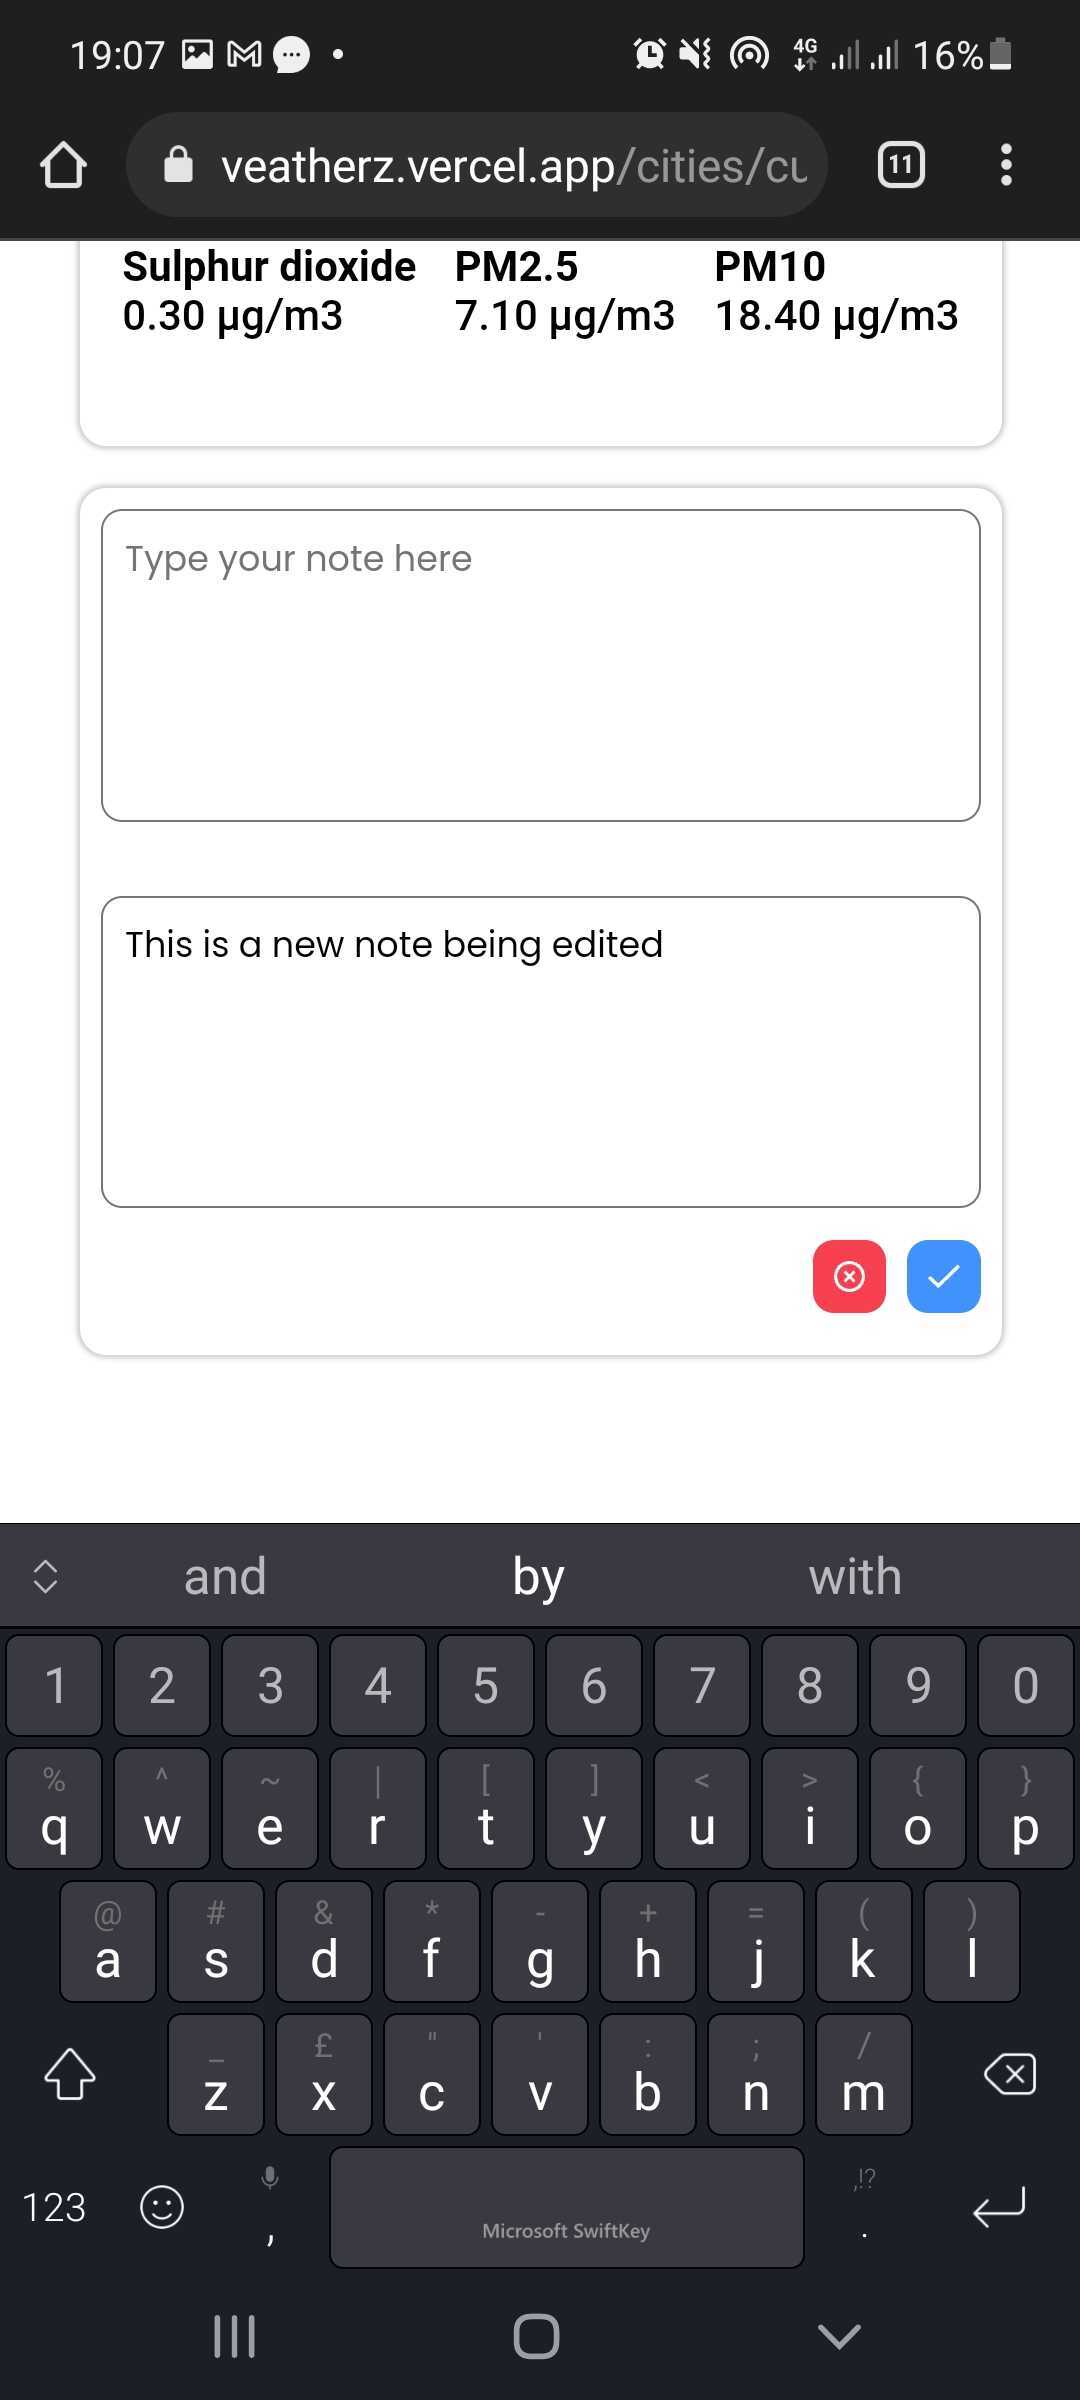 19:07 4G 16%
veatherz.vercel.app/cities/cu 11
Sulphur dioxide PM2.5 PM10
0.30 µg/m3 7.10 µg/m3 18.40 µg/m3
Type your note here
This is a new note being edited
and by with
1 2 3 4 5 6 7 8 9 0
% ^ ~ | [ ] < > { }
q w e r t y u i o p
@ # & * - + = ( )
a s d f g h j k l
_ £ " ' : ; /
z x c v b n m
,!?
123 , Microsoft SwiftKey .